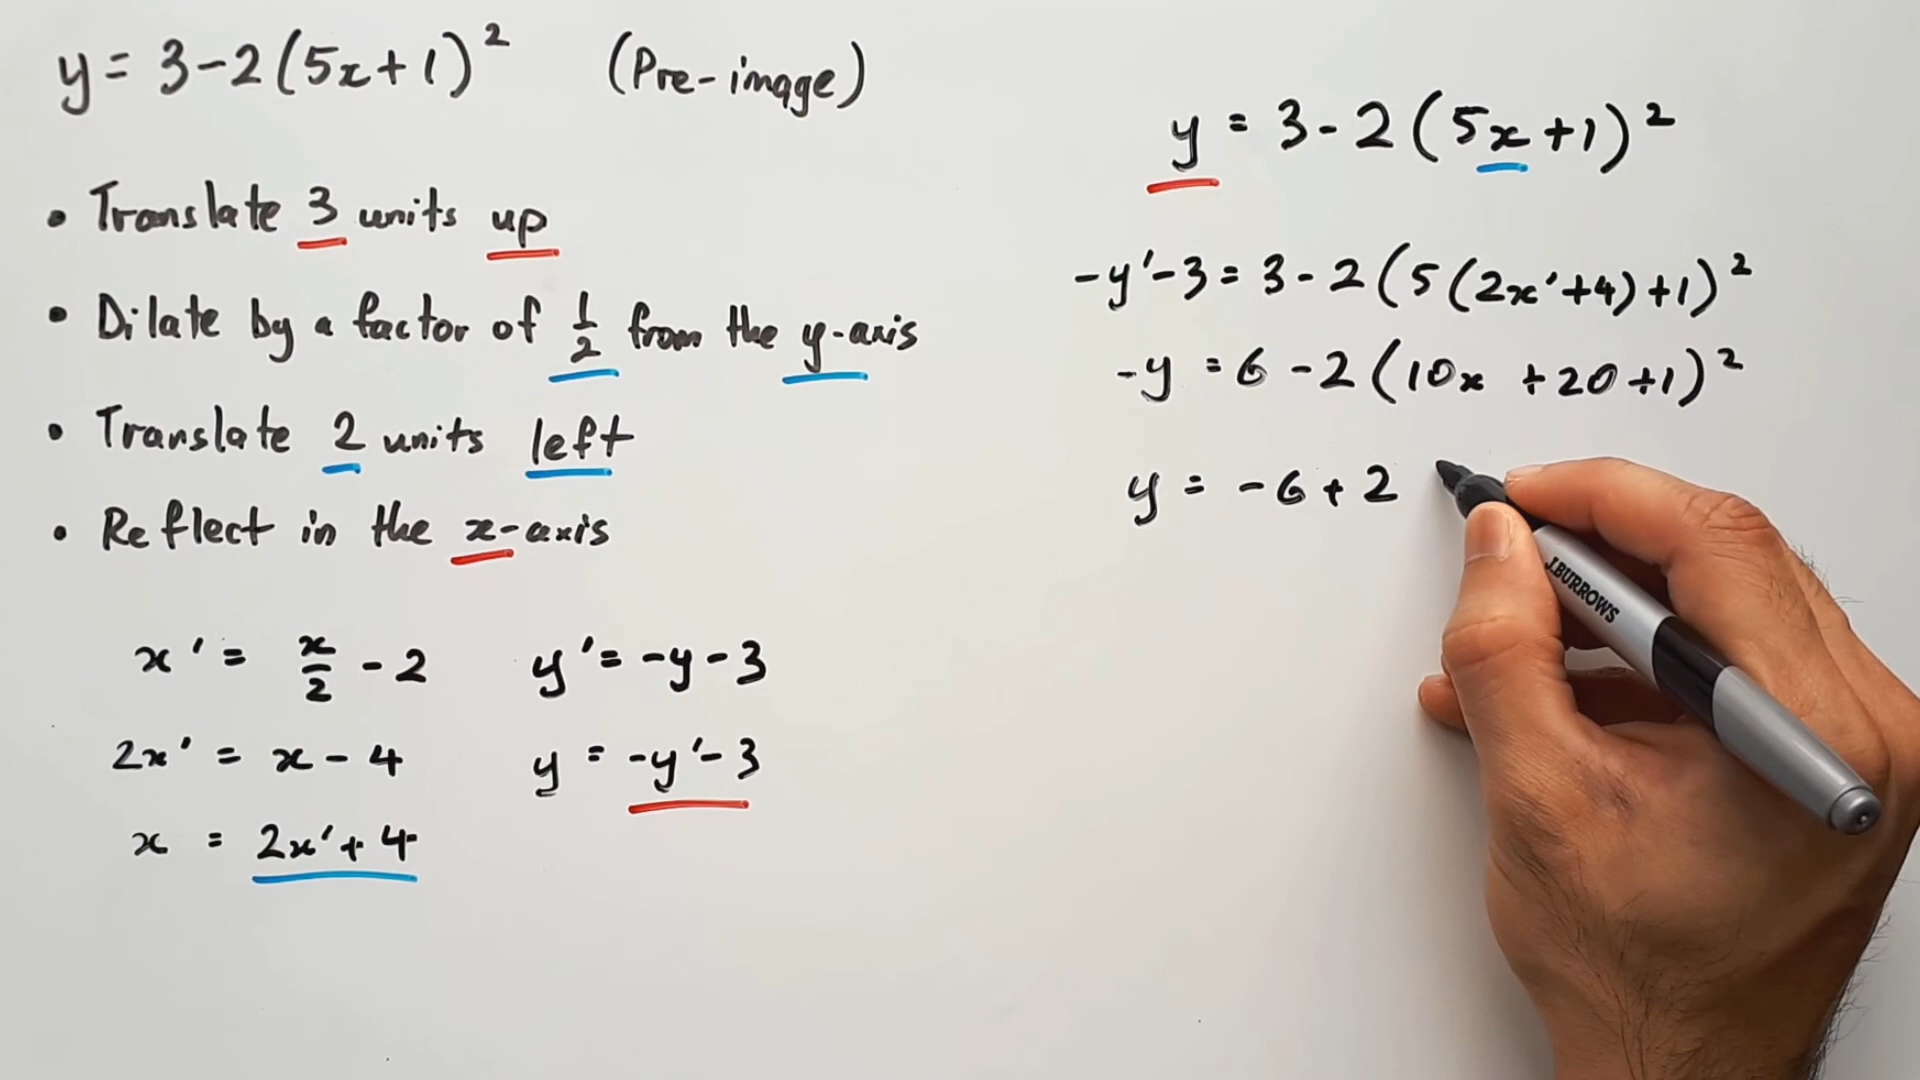 y = 3-2(5x+1)² (Pre-image)
• Translate 3 units up
• Dilate by a factor of 1/2 from the y-axis
• Translate 2 units left
• Reflect in the x-axis
x' = x/2 - 2
2x' = x - 4
x = 2x'+4
y' = -y-3
y = -y'-3
y = 3-2(5x+1)²
-y'-3 = 3-2(5(2x'+4)+1)²
-y = 6-2(10x+20+1)²
y = -6+2
J.BURROWS